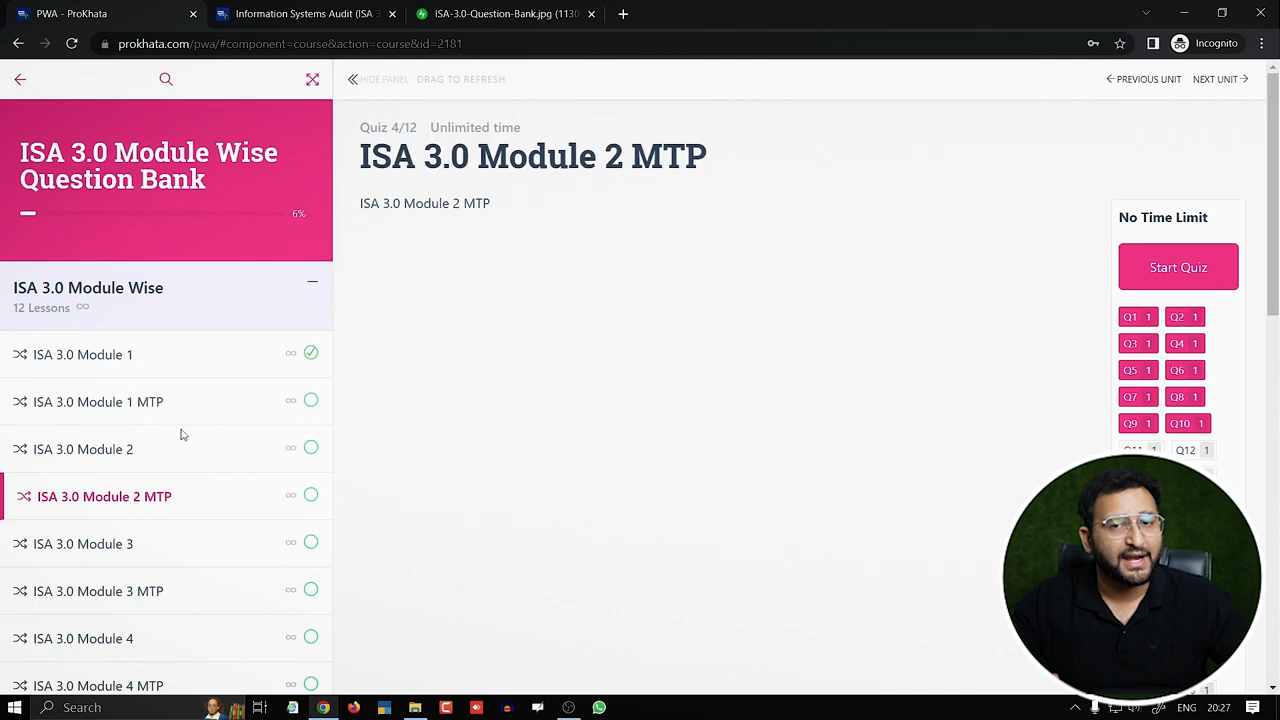 PWA - ProKhata
Information Systems Audit (ISA 3
ISA-3.0-Question-Bank.jpg (1130
prokhata.com/pwa/#component=course&action=course&id=2181
Incognito
HIDE PANEL
DRAG TO REFRESH
PREVIOUS UNIT
NEXT UNIT
ISA 3.0 Module Wise
Question Bank
6%
ISA 3.0 Module Wise
12 Lessons
ISA 3.0 Module 1
ISA 3.0 Module 1 MTP
ISA 3.0 Module 2
ISA 3.0 Module 2 MTP
ISA 3.0 Module 3
ISA 3.0 Module 3 MTP
ISA 3.0 Module 4
ISA 3.0 Module 4 MTP
Quiz 4/12 Unlimited time
ISA 3.0 Module 2 MTP
ISA 3.0 Module 2 MTP
No Time Limit
Start Quiz
Q1 1 Q2 1
Q3 1 Q4 1
Q5 1 Q6 1
Q7 1 Q8 1
Q9 1 Q10 1
Q11 1 Q12 1
Search
ENG
20:27